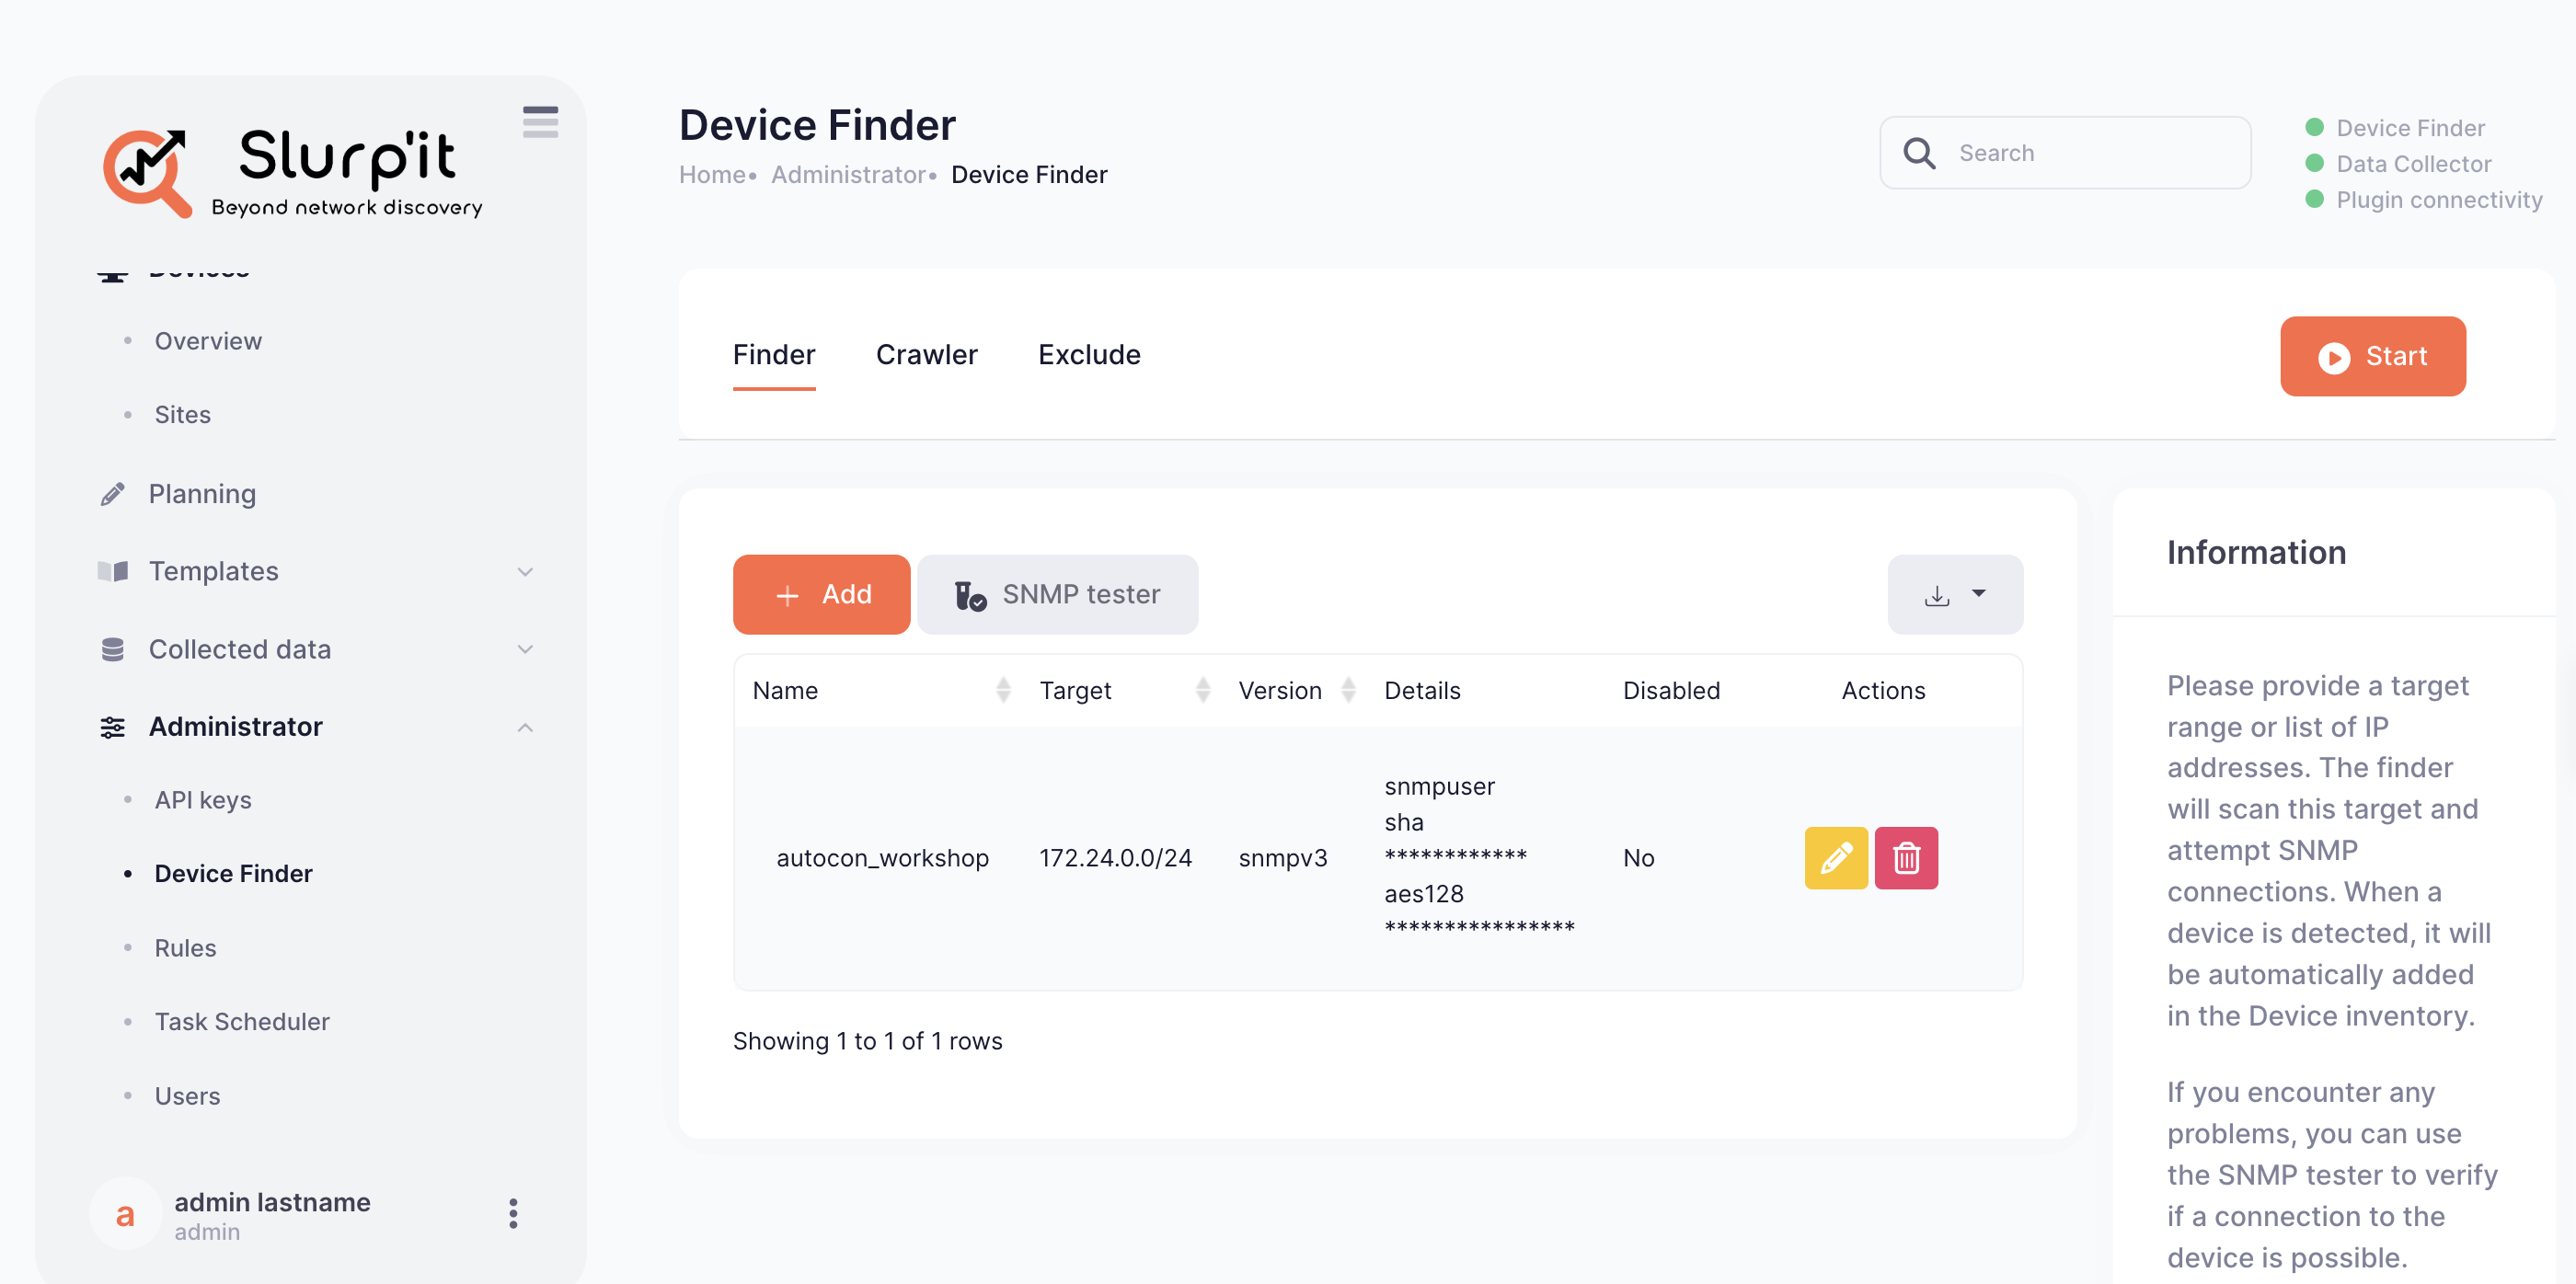 Slurp'it
Beyond network discovery
Devices
Overview
Sites
Planning
Templates
Collected data
Administrator
API keys
Device Finder
Rules
Task Scheduler
Users
a
admin lastname
admin
Device Finder
Home• Administrator• Device Finder
Search
Device Finder
Data Collector
Plugin connectivity
Finder Crawler Exclude
Start
Add SNMP tester
Name Target Version Details Disabled Actions
autocon_workshop 172.24.0.0/24 snmpv3
snmpuser
sha
************
aes128
****************
No
Showing 1 to 1 of 1 rows
Information
Please provide a target
range or list of IP
addresses. The finder
will scan this target and
attempt SNMP
connections. When a
device is detected, it will
be automatically added
in the Device inventory.
If you encounter any
problems, you can use
the SNMP tester to verify
if a connection to the
device is possible.